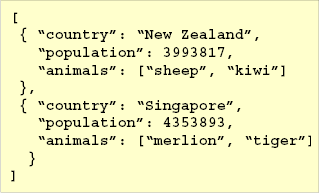 [
{ “country”: “New Zealand”,
“population”: 3993817,
“animals”: [“sheep”, “kiwi”]
},
{ “country”: “Singapore”,
“population”: 4353893,
“animals”: [“merlion”, “tiger”]
}
]